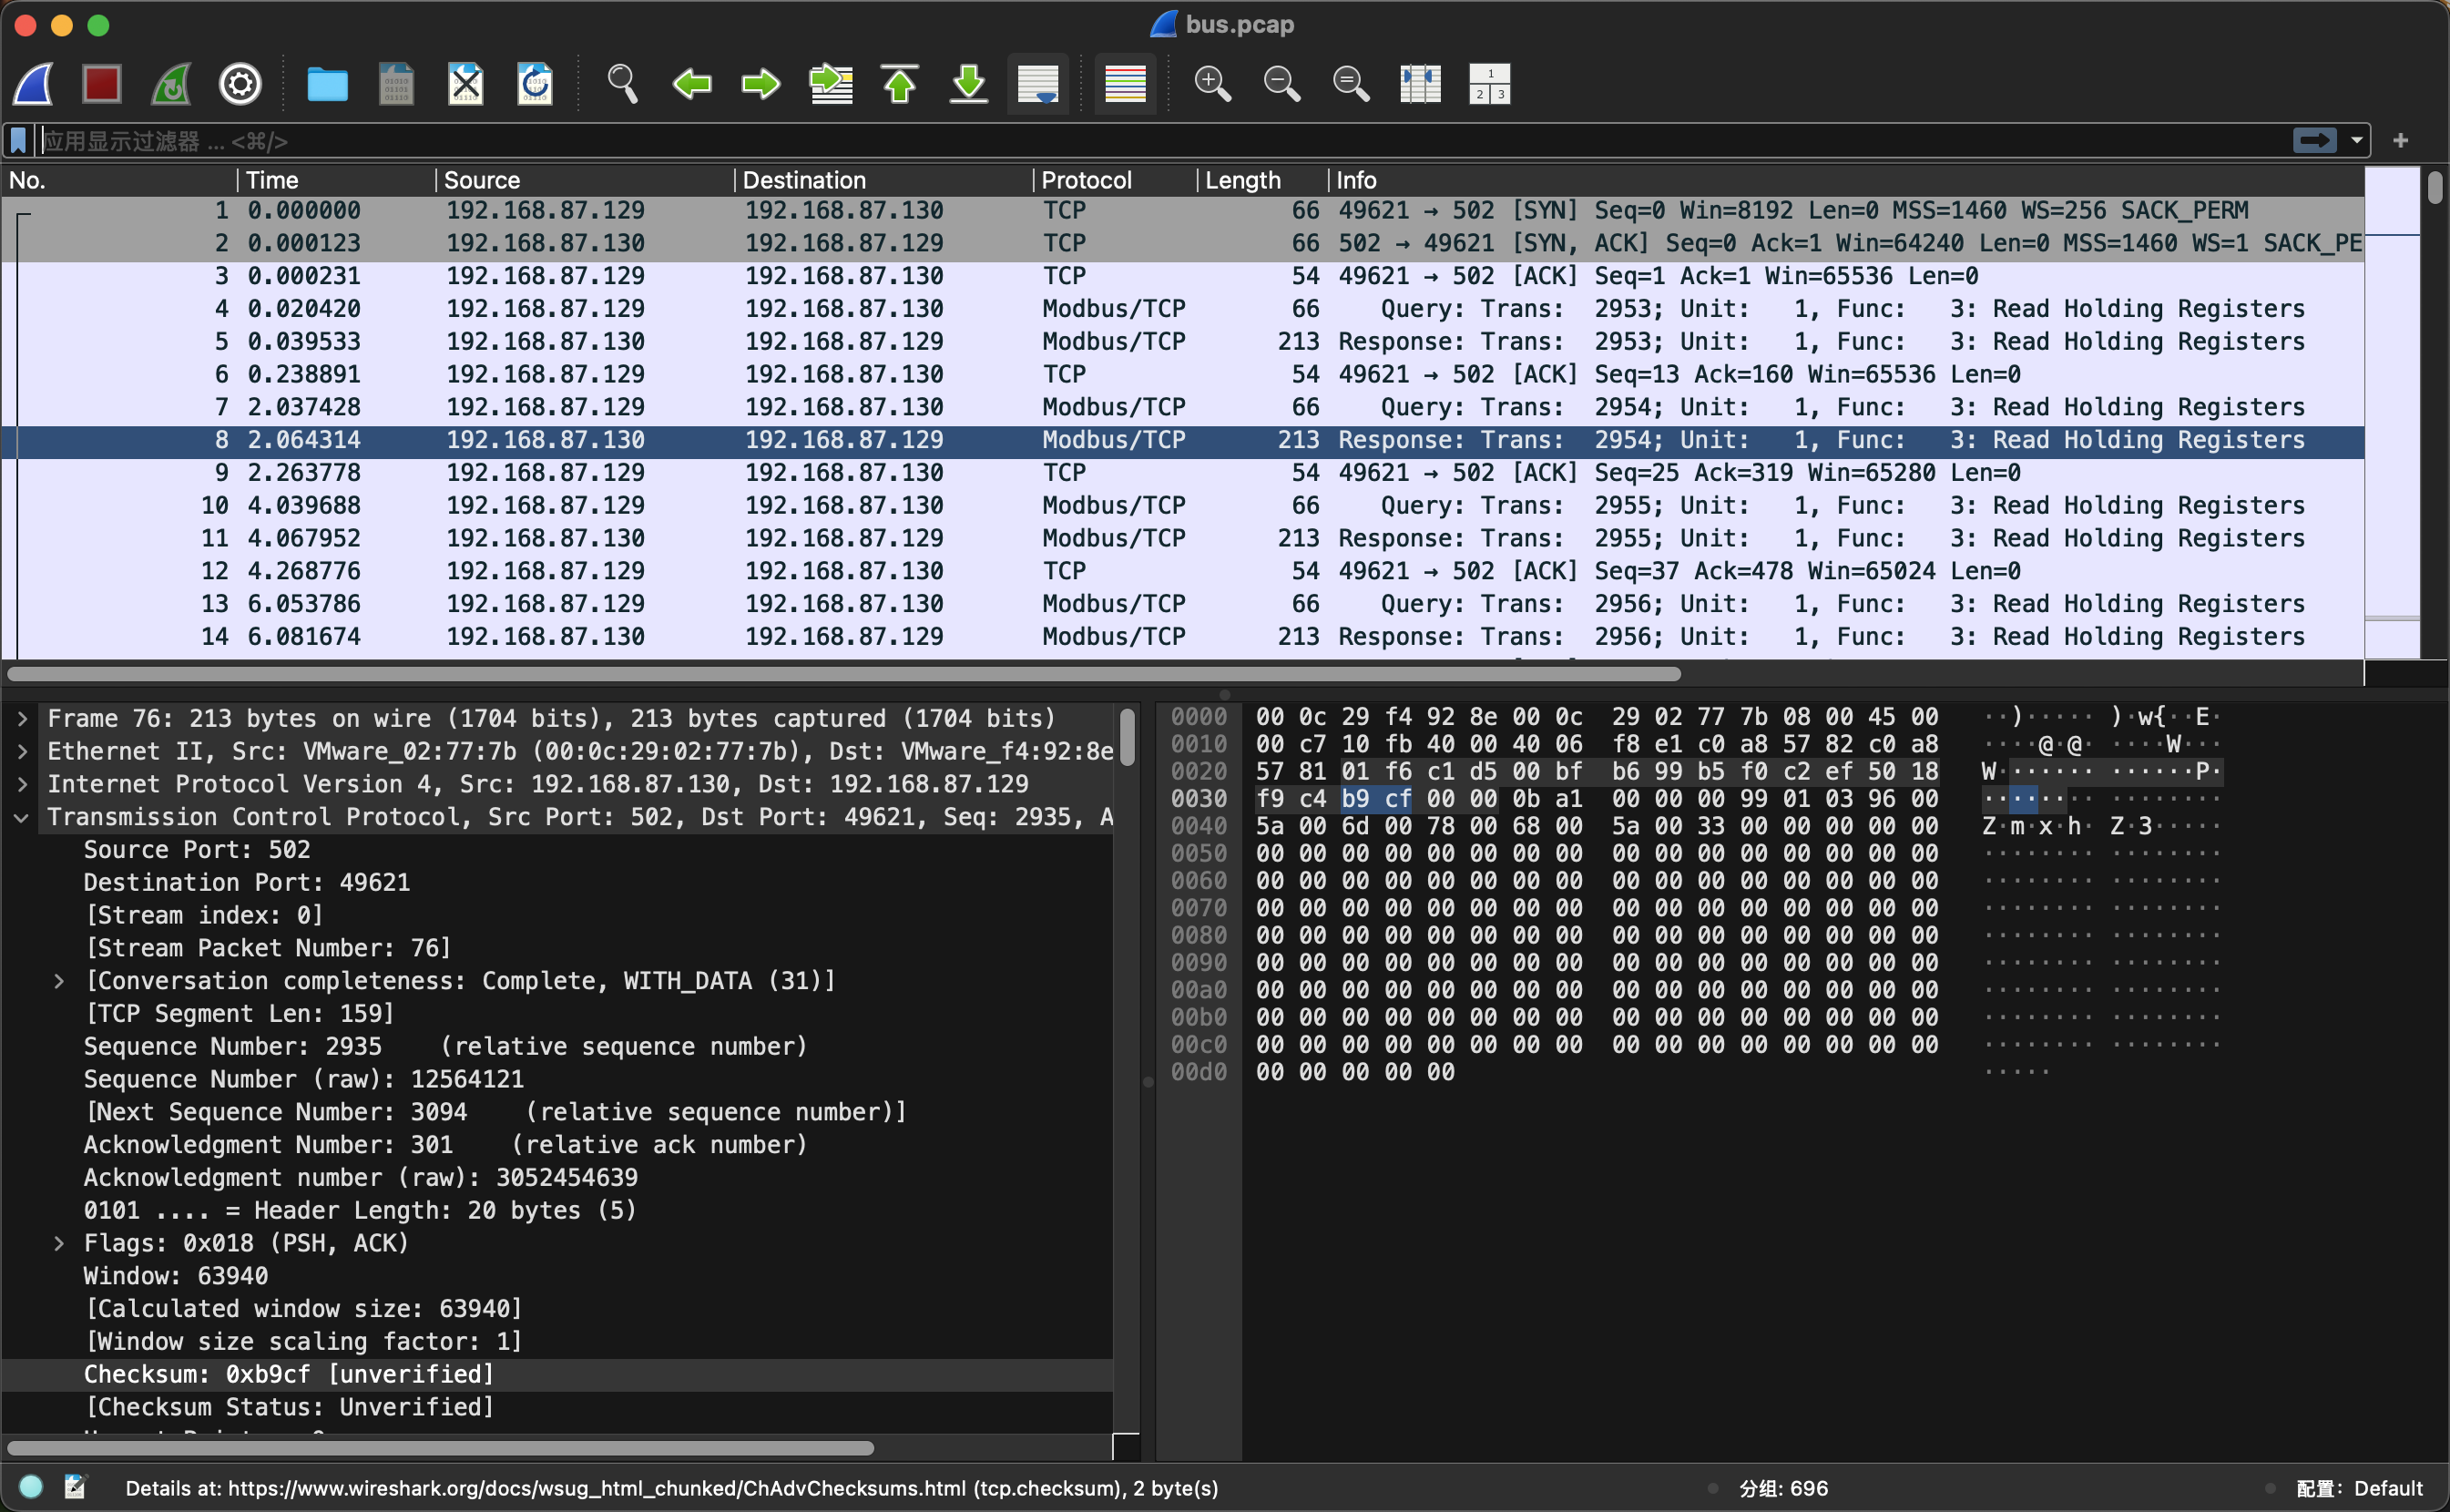 bus.pcap
应用显示过滤器 ... <⌘/>
No. Time Source Destination Protocol Length Info
1 0.000000 192.168.87.129 192.168.87.130 TCP 66 49621 → 502 [SYN] Seq=0 Win=8192 Len=0 MSS=1460 WS=256 SACK_PERM
2 0.000123 192.168.87.130 192.168.87.129 TCP 66 502 → 49621 [SYN, ACK] Seq=0 Ack=1 Win=64240 Len=0 MSS=1460 WS=1 SACK_PE
3 0.000231 192.168.87.129 192.168.87.130 TCP 54 49621 → 502 [ACK] Seq=1 Ack=1 Win=65536 Len=0
4 0.020420 192.168.87.129 192.168.87.130 Modbus/TCP 66 Query: Trans: 2953; Unit: 1, Func: 3: Read Holding Registers
5 0.039533 192.168.87.130 192.168.87.129 Modbus/TCP 213 Response: Trans: 2953; Unit: 1, Func: 3: Read Holding Registers
6 0.238891 192.168.87.129 192.168.87.130 TCP 54 49621 → 502 [ACK] Seq=13 Ack=160 Win=65536 Len=0
7 2.037428 192.168.87.129 192.168.87.130 Modbus/TCP 66 Query: Trans: 2954; Unit: 1, Func: 3: Read Holding Registers
8 2.064314 192.168.87.130 192.168.87.129 Modbus/TCP 213 Response: Trans: 2954; Unit: 1, Func: 3: Read Holding Registers
9 2.263778 192.168.87.129 192.168.87.130 TCP 54 49621 → 502 [ACK] Seq=25 Ack=319 Win=65280 Len=0
10 4.039688 192.168.87.129 192.168.87.130 Modbus/TCP 66 Query: Trans: 2955; Unit: 1, Func: 3: Read Holding Registers
11 4.067952 192.168.87.130 192.168.87.129 Modbus/TCP 213 Response: Trans: 2955; Unit: 1, Func: 3: Read Holding Registers
12 4.268776 192.168.87.129 192.168.87.130 TCP 54 49621 → 502 [ACK] Seq=37 Ack=478 Win=65024 Len=0
13 6.053786 192.168.87.129 192.168.87.130 Modbus/TCP 66 Query: Trans: 2956; Unit: 1, Func: 3: Read Holding Registers
14 6.081674 192.168.87.130 192.168.87.129 Modbus/TCP 213 Response: Trans: 2956; Unit: 1, Func: 3: Read Holding Registers
Frame 76: 213 bytes on wire (1704 bits), 213 bytes captured (1704 bits)
Ethernet II, Src: VMware_02:77:7b (00:0c:29:02:77:7b), Dst: VMware_f4:92:8e
Internet Protocol Version 4, Src: 192.168.87.130, Dst: 192.168.87.129
Transmission Control Protocol, Src Port: 502, Dst Port: 49621, Seq: 2935, A
Source Port: 502
Destination Port: 49621
[Stream index: 0]
[Stream Packet Number: 76]
[Conversation completeness: Complete, WITH_DATA (31)]
[TCP Segment Len: 159]
Sequence Number: 2935 (relative sequence number)
Sequence Number (raw): 12564121
[Next Sequence Number: 3094 (relative sequence number)]
Acknowledgment Number: 301 (relative ack number)
Acknowledgment number (raw): 3052454639
0101 .... = Header Length: 20 bytes (5)
Flags: 0x018 (PSH, ACK)
Window: 63940
[Calculated window size: 63940]
[Window size scaling factor: 1]
Checksum: 0xb9cf [unverified]
[Checksum Status: Unverified]
0000 00 0c 29 f4 92 8e 00 0c 29 02 77 7b 08 00 45 00 ··)····· )·w{··E·
0010 00 c7 10 fb 40 00 40 06 f8 e1 c0 a8 57 82 c0 a8 ····@·@· ····W···
0020 57 81 01 f6 c1 d5 00 bf b6 99 b5 f0 c2 ef 50 18 W······· ······P·
0030 f9 c4 b9 cf 00 00 0b a1 00 00 00 99 01 03 96 00 ········ ········
0040 5a 00 6d 00 78 00 68 00 5a 00 33 00 00 00 00 00 Z·m·x·h· Z·3·····
0050 00 00 00 00 00 00 00 00 00 00 00 00 00 00 00 00 ········ ········
0060 00 00 00 00 00 00 00 00 00 00 00 00 00 00 00 00 ········ ········
0070 00 00 00 00 00 00 00 00 00 00 00 00 00 00 00 00 ········ ········
0080 00 00 00 00 00 00 00 00 00 00 00 00 00 00 00 00 ········ ········
0090 00 00 00 00 00 00 00 00 00 00 00 00 00 00 00 00 ········ ········
00a0 00 00 00 00 00 00 00 00 00 00 00 00 00 00 00 00 ········ ········
00b0 00 00 00 00 00 00 00 00 00 00 00 00 00 00 00 00 ········ ········
00c0 00 00 00 00 00 00 00 00 00 00 00 00 00 00 00 00 ········ ········
00d0 00 00 00 00 00 ·····
Details at: https://www.wireshark.org/docs/wsug_html_chunked/ChAdvChecksums.html (tcp.checksum), 2 byte(s) 分组: 696 配置: Default